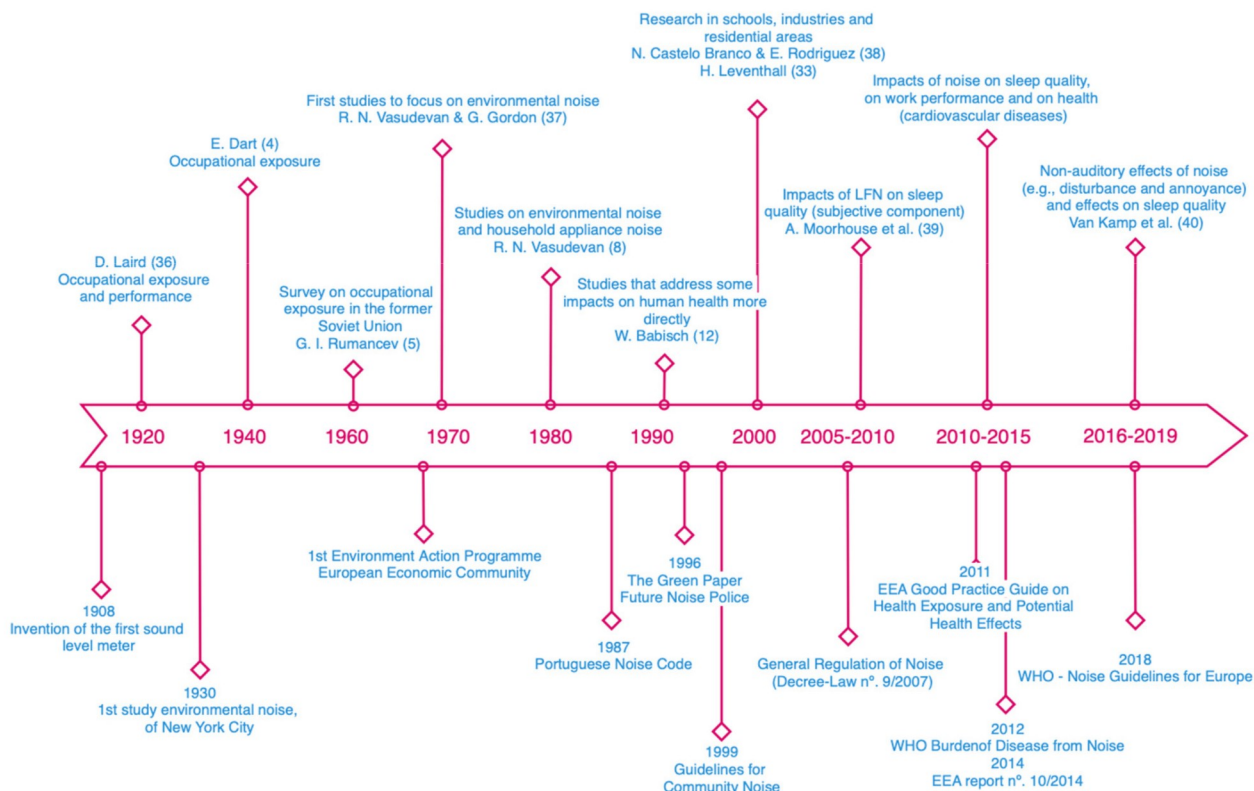 Research in schools, industries and
residential areas
N. Castelo Branco & E. Rodriguez (38)
H. Leventhall (33)
Impacts of noise on sleep quality,
on work performance and on health
(cardiovascular diseases)
First studies to focus on environmental noise
R. N. Vasudevan & G. Gordon (37)
E. Dart (4)
Occupational exposure
Non-auditory effects of noise
(e.g., disturbance and annoyance)
and effects on sleep quality
Van Kamp et al. (40)
Impacts of LFN on sleep
quality (subjective component)
A. Moorhouse et al. (39)
Studies on environmental noise
and household appliance noise
R. N. Vasudevan (8)
D. Laird (36)
Occupational exposure
and performance
Studies that address some
impacts on human health more
directly
W. Babisch (12)
Survey on occupational
exposure in the former
Soviet Union
G. I. Rumancev (5)
1920
1940
1960
1970
1980
1990
2000
2005-2010
2010-2015
2016-2019
1st Environment Action Programme
European Economic Community
1996
The Green Paper
Future Noise Police
2011
EEA Good Practice Guide on
Health Exposure and Potential
Health Effects
1908
Invention of the first sound
level meter
1987
Portuguese Noise Code
General Regulation of Noise
(Decree-Law nº. 9/2007)
2018
WHO - Noise Guidelines for Europe
1930
1st study environmental noise,
of New York City
1999
Guidelines for
Community Noise
2012
WHO Burdenof Disease from Noise
2014
EEA report nº. 10/2014